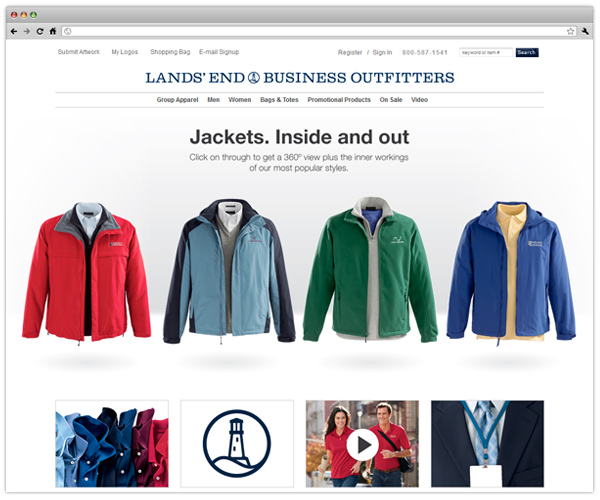 Submit Artwork My Logos Shopping Bag E-mail Signup Register / Sign In 800-587-1541 Keyword or Item # Search
LANDS' END BUSINESS OUTFITTERS
Group Apparel Men Women Bags & Totes Promotional Products On Sale Video
Jackets. Inside and out
Click on through to get a 360º view plus the inner workings
of our most popular styles.